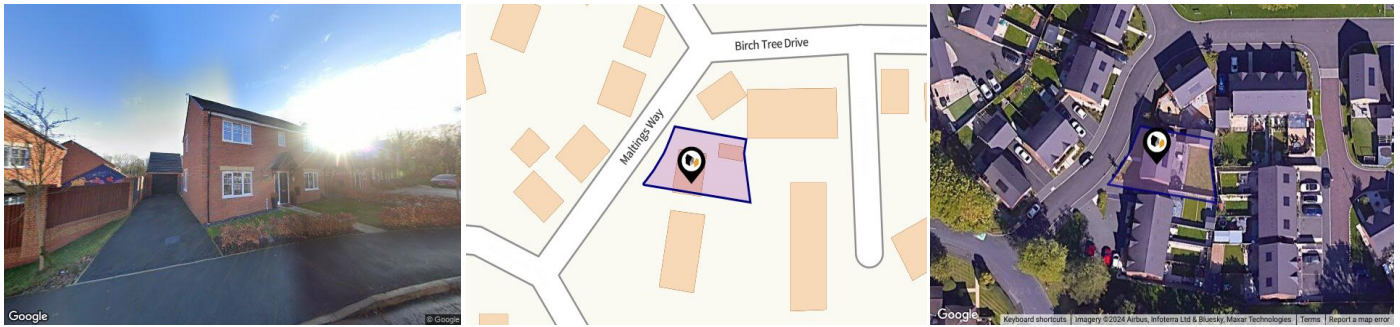 Google
© Google
Birch Tree Drive
Maltings Way
Google
Google
Keyboard shortcuts
Imagery ©2024 Airbus, Infoterra Ltd & Bluesky, Maxar Technologies
Terms
Report a map error